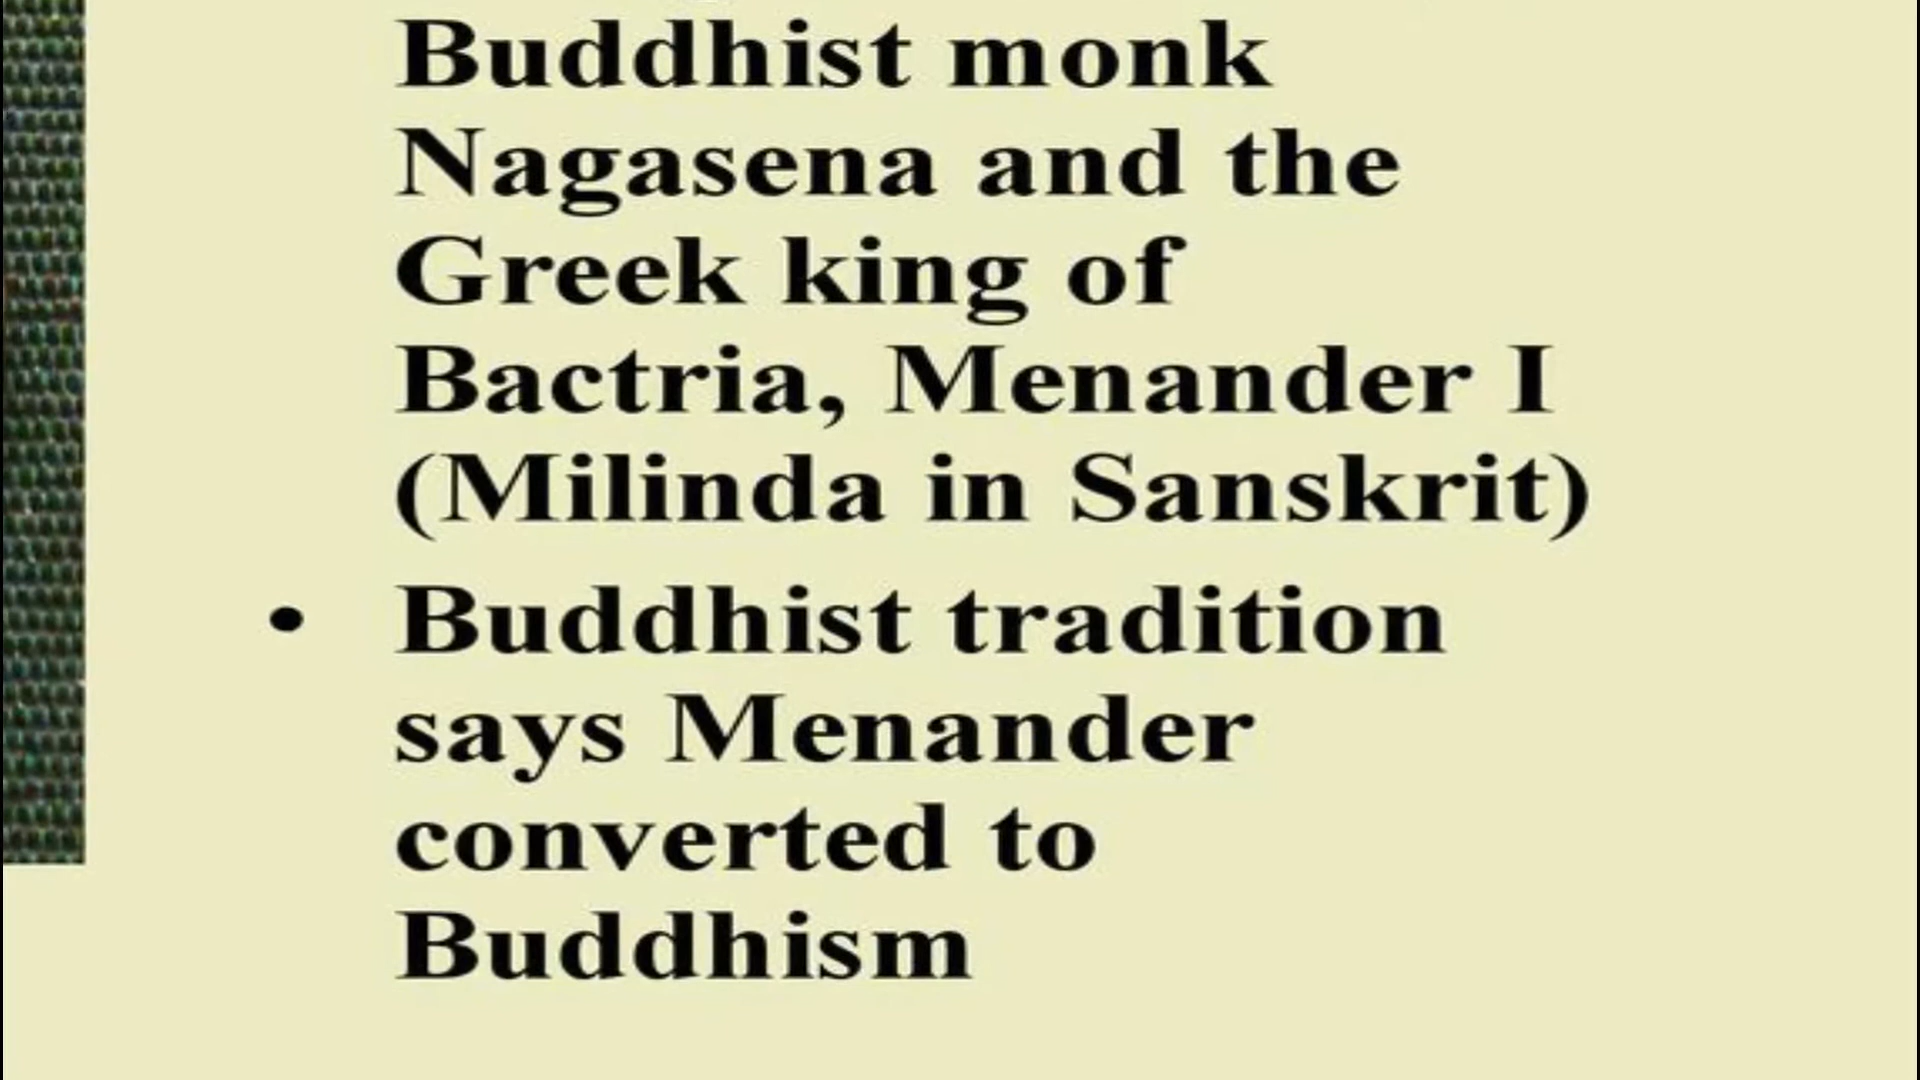 Buddhist monk
Nagasena and the
Greek king of
Bactria, Menander I
(Milinda in Sanskrit)
• Buddhist tradition
says Menander
converted to
Buddhism